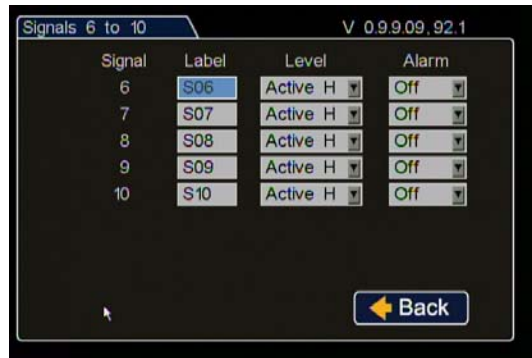 Signals 6 to 10 V 0.9.9.09, 92.1
Signal Label Level Alarm
6 S06 Active H Off
7 S07 Active H Off
8 S08 Active H Off
9 S09 Active H Off
10 S10 Active H Off
Back